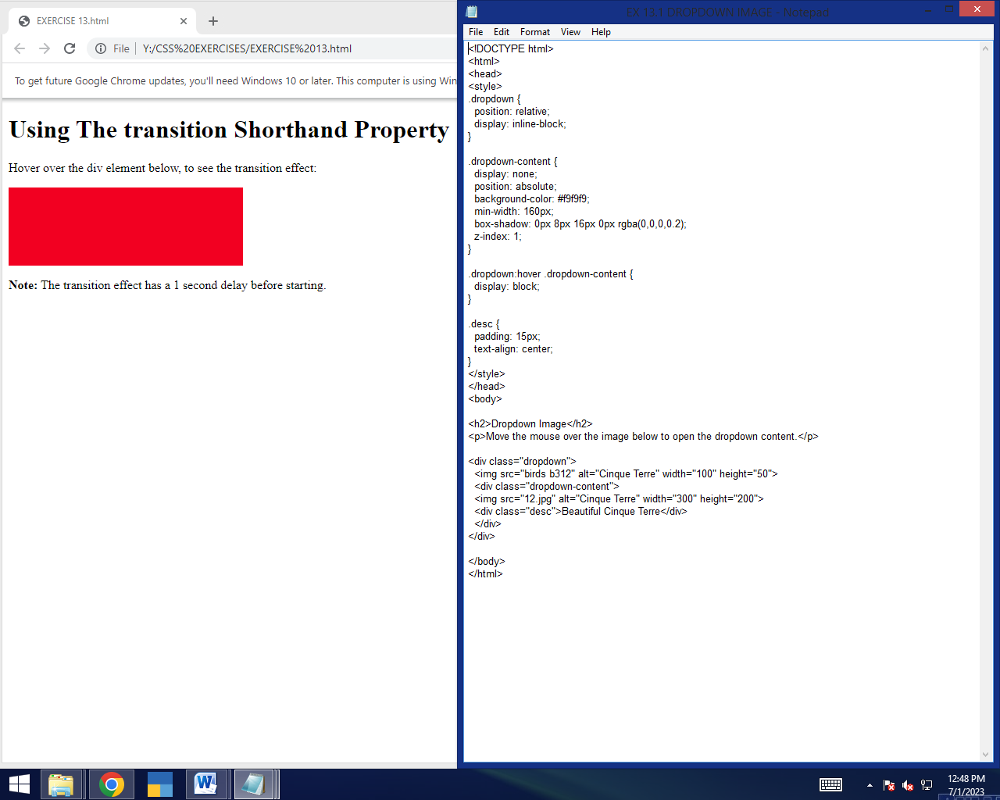 EXERCISE 13.html
File
Y:/CSS%20EXERCISES/EXERCISE%2013.html
To get future Google Chrome updates, you'll need Windows 10 or later. This computer is using Win
Using The transition Shorthand Property
Hover over the div element below, to see the transition effect:
Note: The transition effect has a 1 second delay before starting.
EX 13.1 DROPDOWN IMAGE - Notepad
File Edit Format View Help
<!DOCTYPE html>
<html>
<head>
<style>
.dropdown {
  position: relative;
  display: inline-block;
}

.dropdown-content {
  display: none;
  position: absolute;
  background-color: #f9f9f9;
  min-width: 160px;
  box-shadow: 0px 8px 16px 0px rgba(0,0,0,0.2);
  z-index: 1;
}

.dropdown:hover .dropdown-content {
  display: block;
}

.desc {
  padding: 15px;
  text-align: center;
}
</style>
</head>
<body>

<h2>Dropdown Image</h2>
<p>Move the mouse over the image below to open the dropdown content.</p>

<div class="dropdown">
  <img src="birds b312" alt="Cinque Terre" width="100" height="50">
  <div class="dropdown-content">
  <img src="12.jpg" alt="Cinque Terre" width="300" height="200">
  <div class="desc">Beautiful Cinque Terre</div>
  </div>
</div>

</body>
</html>
12:48 PM
7/1/2023